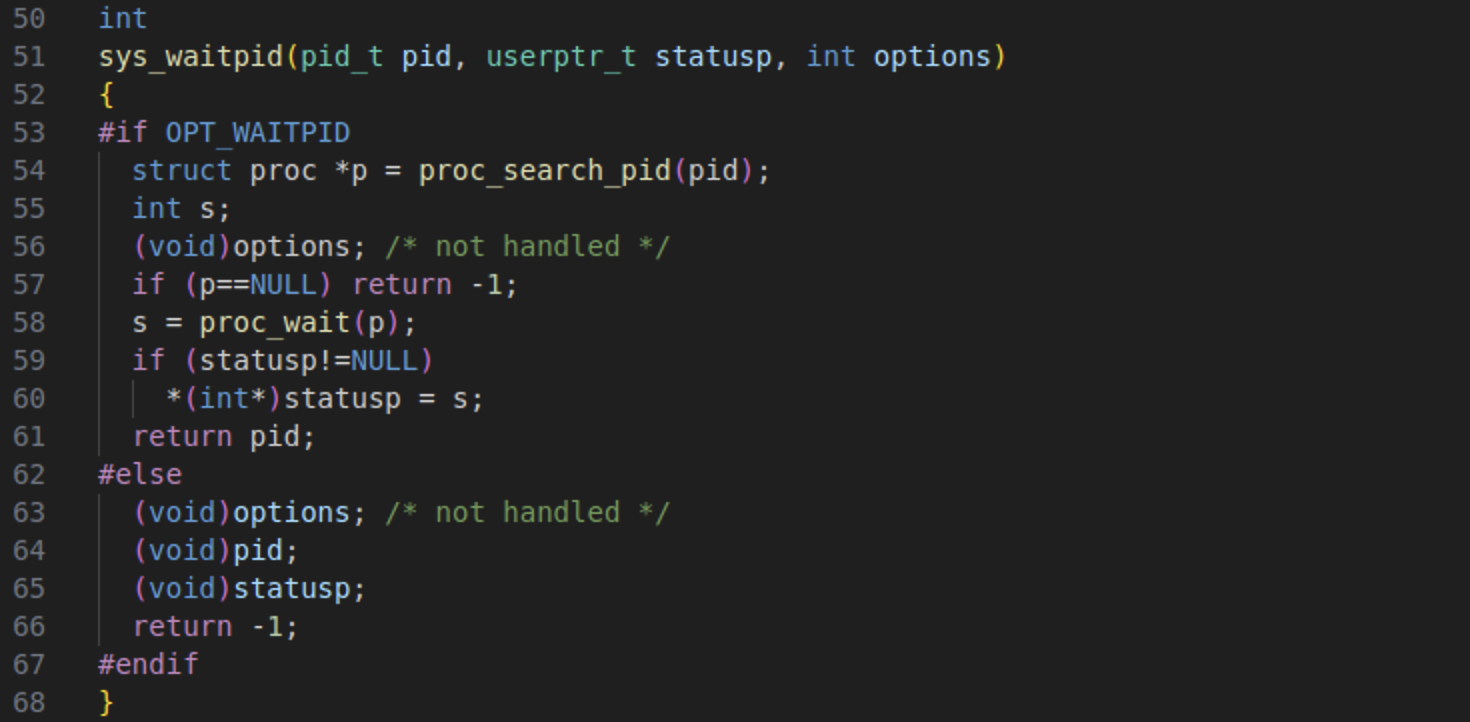 50 int
51 sys_waitpid(pid_t pid, userptr_t statusp, int options)
52 {
53 #if OPT_WAITPID
54   struct proc *p = proc_search_pid(pid);
55   int s;
56   (void)options; /* not handled */
57   if (p==NULL) return -1;
58   s = proc_wait(p);
59   if (statusp!=NULL)
60     *(int*)statusp = s;
61   return pid;
62 #else
63   (void)options; /* not handled */
64   (void)pid;
65   (void)statusp;
66   return -1;
67 #endif
68 }